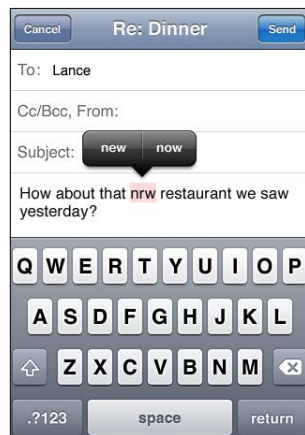 Cancel Re: Dinner Send
To: Lance
Cc/Bcc, From:
Subject: new now
How about that nrw restaurant we saw
yesterday?
Q W E R T Y U I O P
A S D F G H J K L
Z X C V B N M
.?123 space return